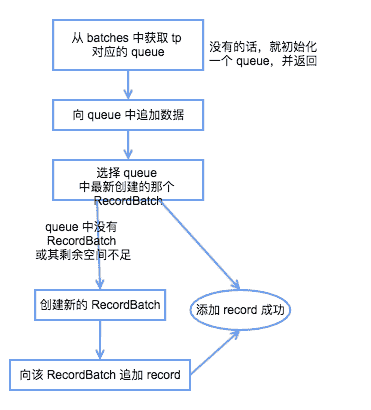 从 batches 中获取 tp
对应的 queue
没有的话，就初始化
一个 queue，并返回
向 queue 中追加数据
选择 queue
中最新创建的那个
RecordBatch
queue 中没有
RecordBatch
或其剩余空间不足
创建新的 RecordBatch
添加 record 成功
向该 RecordBatch 追加 record